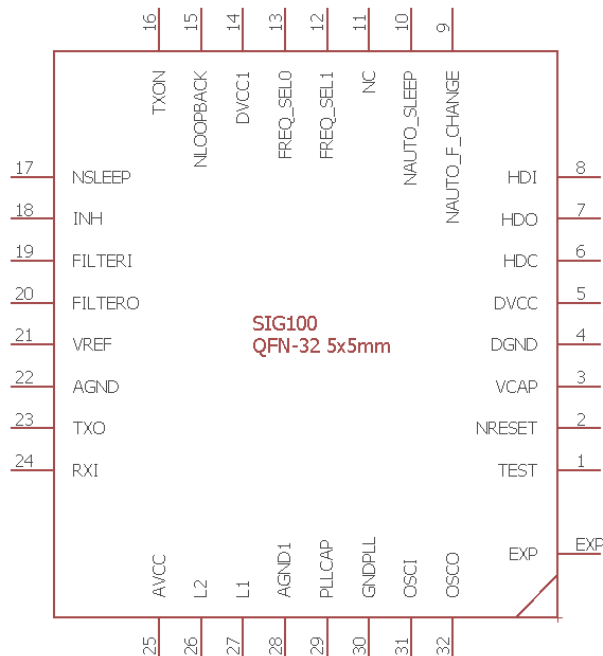 16 15 14 13 12 11 10 9
TXON NLOOPBACK DVCC1 FREQ_SEL0 FREQ_SEL1 NC NAUTO_SLEEP NAUTO_F_CHANGE
17 NSLEEP HDI 8
18 INH HDO 7
19 FILTERI HDC 6
20 FILTERO DVCC 5
SIG100
QFN-32 5x5mm
21 VREF DGND 4
22 AGND VCAP 3
23 TXO NRESET 2
24 RXI TEST 1
EXP EXP
AVCC L2 L1 AGND1 PLLCAP GNDPLL OSCI OSCO
25 26 27 28 29 30 31 32